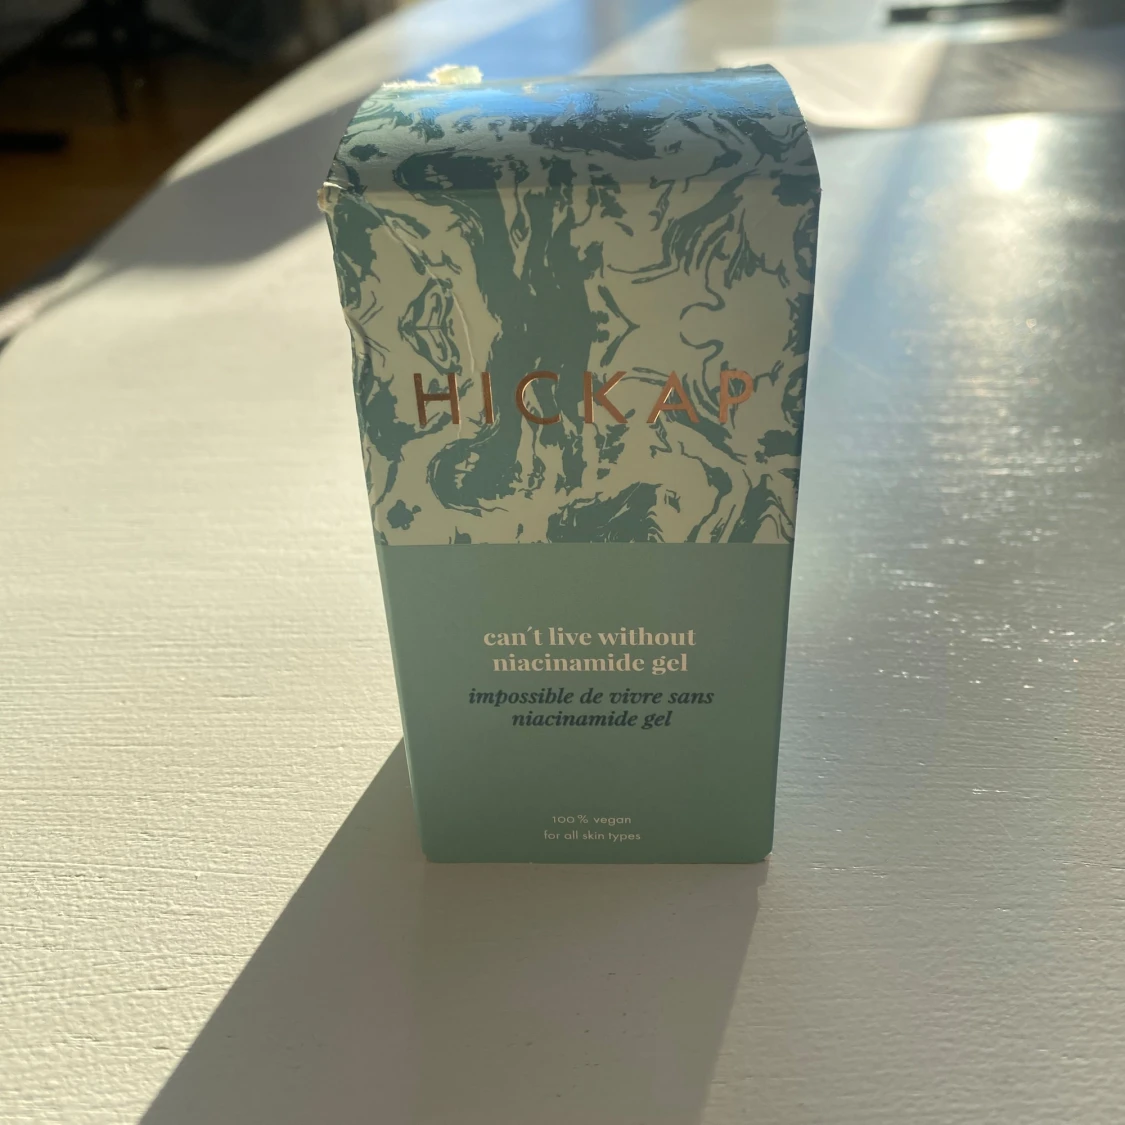 HICKAP
can´t live without
niacinamide gel
impossible de vivre sans
niacinamide gel
100% vegan
for all skin types